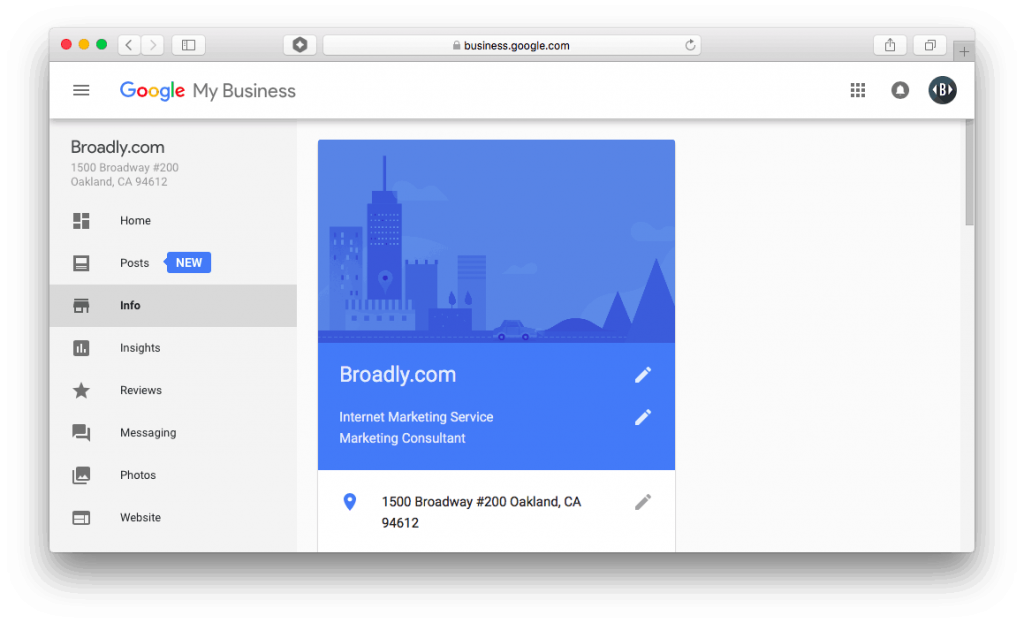 business.google.com
Google My Business
B
Broadly.com
1500 Broadway #200
Oakland, CA 94612
Home
Posts NEW
Info
Insights
Reviews
Messaging
Photos
Website
Broadly.com
Internet Marketing Service
Marketing Consultant
1500 Broadway #200 Oakland, CA
94612